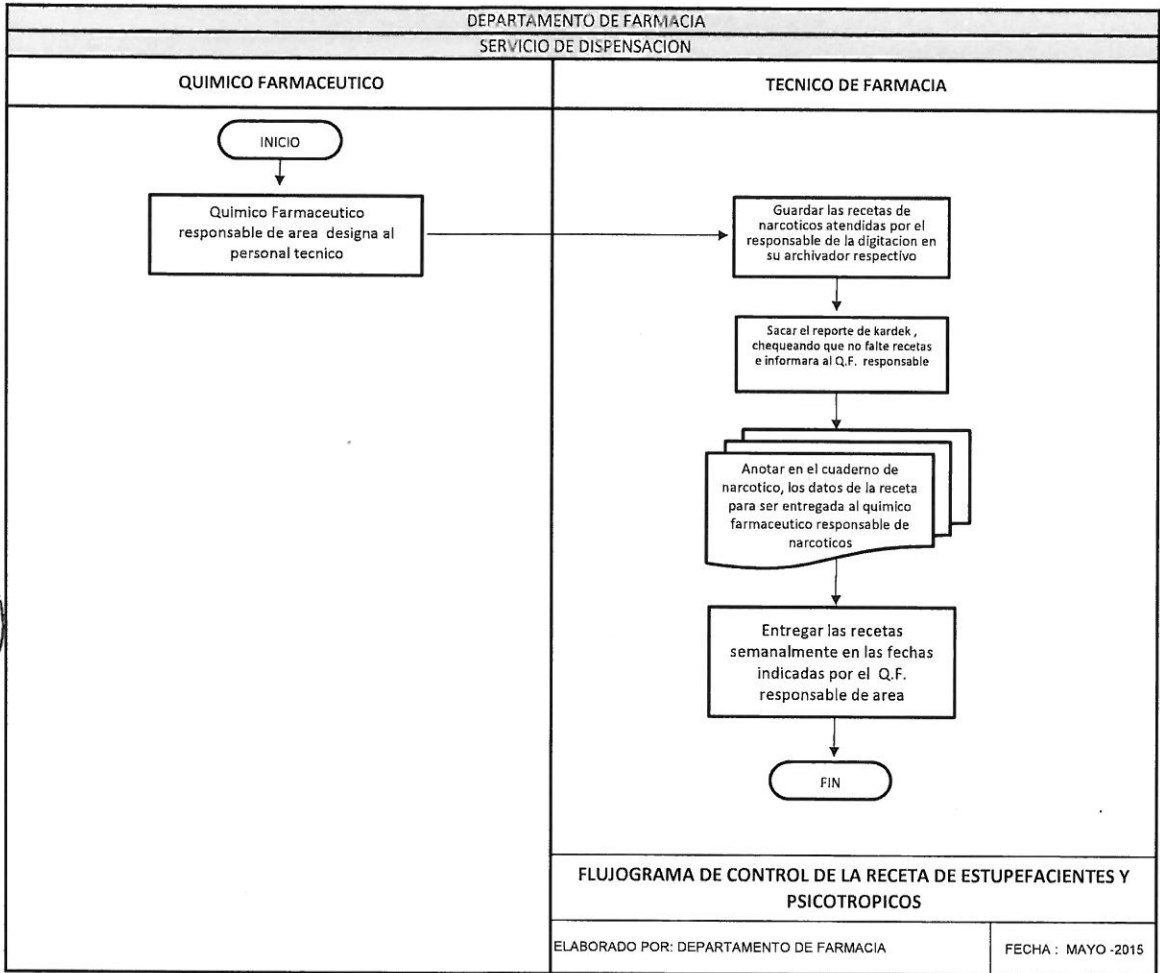 DEPARTAMENTO DE FARMACIA
SERVICIO DE DISPENSACION
QUIMICO FARMACEUTICO
TECNICO DE FARMACIA
INICIO
Quimico Farmaceutico
responsable de area designa al
personal tecnico
Guardar las recetas de
narcoticos atendidas por el
responsable de la digitacion en
su archivador respectivo
Sacar el reporte de kardek ,
chequeando que no falte recetas
e informara al Q.F. responsable
Anotar en el cuaderno de
narcotico, los datos de la receta
para ser entregada al quimico
farmaceutico responsable de
narcoticos
Entregar las recetas
semanalmente en las fechas
indicadas por el Q.F.
responsable de area
FIN
FLUJOGRAMA DE CONTROL DE LA RECETA DE ESTUPEFACIENTES Y
PSICOTROPICOS
ELABORADO POR: DEPARTAMENTO DE FARMACIA
FECHA : MAYO -2015